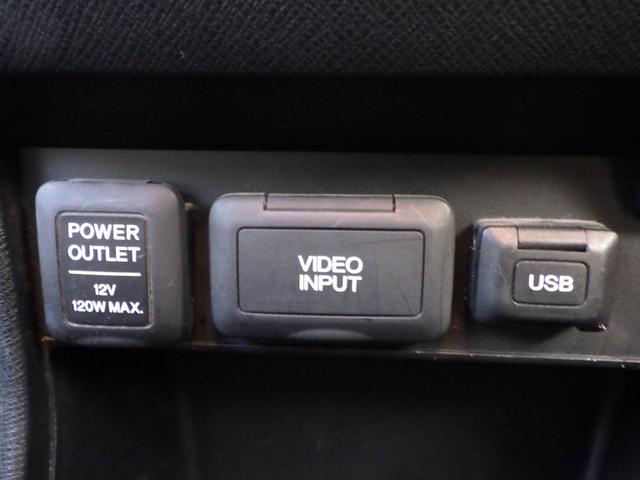 POWER
OUTLET
12V
120W MAX.
VIDEO
INPUT
USB